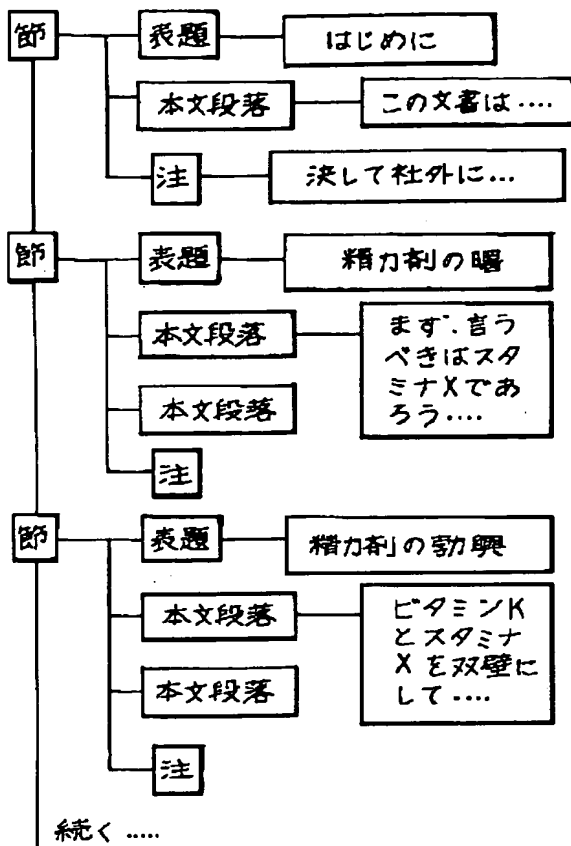 節 表題 はじめに
本文段落 この文書は‥‥
注 決して社外に…
節 表題 精力剤の曙
本文段落 まず、言う
べきはスタ
ミナXであ
ろう‥‥
本文段落
注
節 表題 精力剤の勃興
本文段落 ビタミンK
とスタミナ
Xを双璧に
して‥‥
本文段落
注
続く‥‥‥